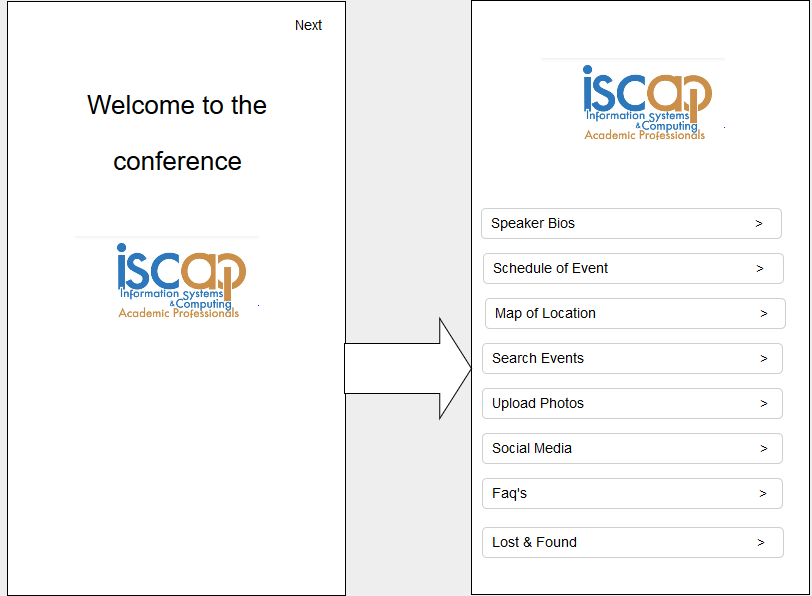 Next
Welcome to the
conference
iscap
Information Systems
&Computing
Academic Professionals
iscap
Information Systems
&Computing
Academic Professionals
Speaker Bios >
Schedule of Event >
Map of Location >
Search Events >
Upload Photos >
Social Media >
Faq's >
Lost & Found >